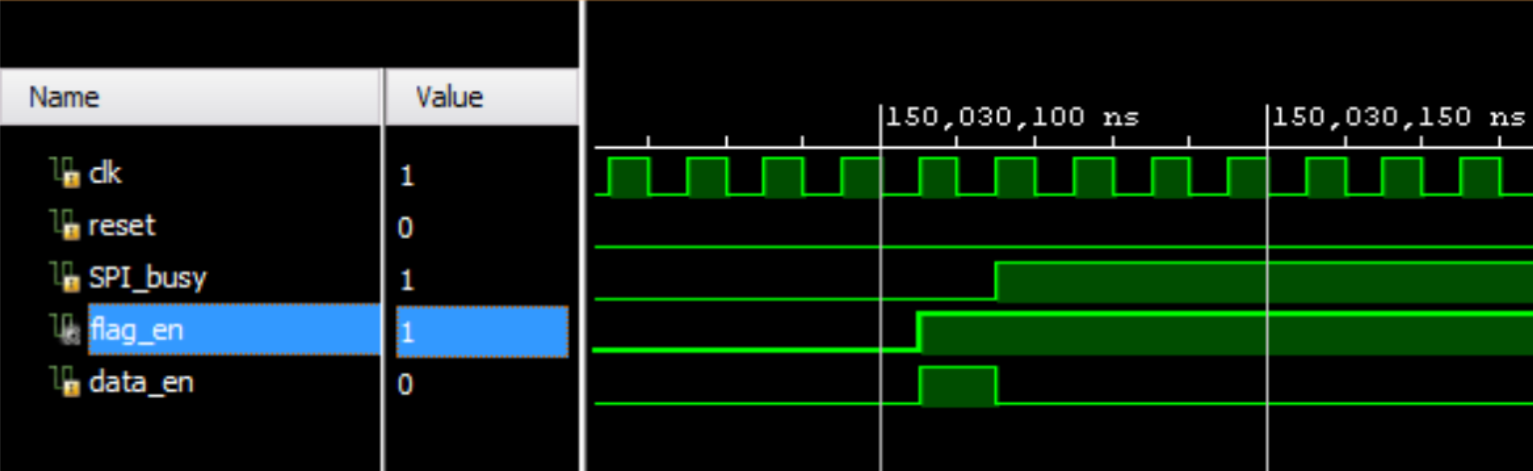 Name Value
150,030,100 ns 150,030,150 ns
clk 1
reset 0
SPI_busy 1
flag_en 1
data_en 0